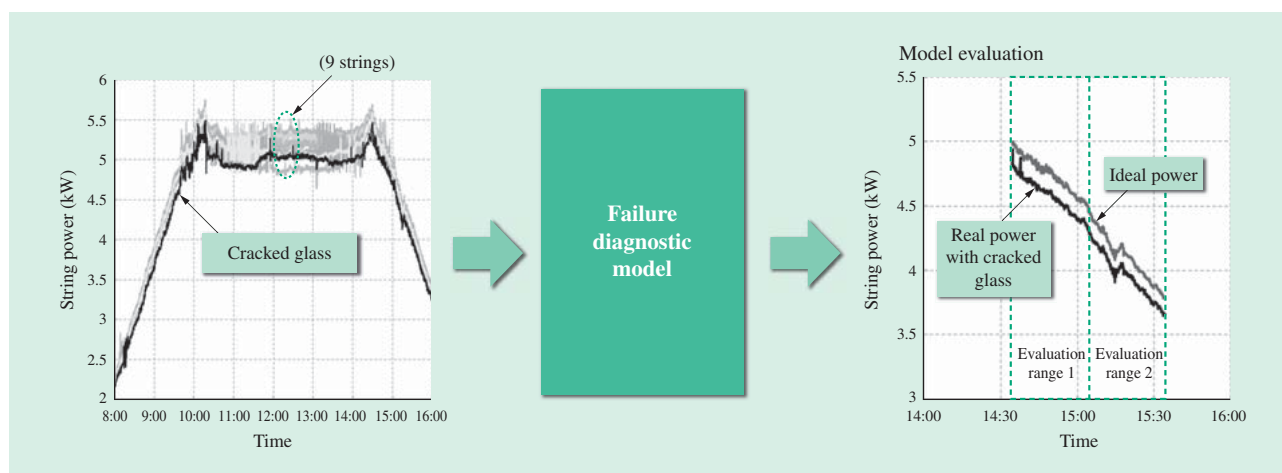 (9 strings)
String power (kW)
6
5.5
5
4.5
4
3.5
3
2.5
2
Cracked glass
8:00 9:00 10:00 11:00 12:00 13:00 14:00 15:00 16:00
Time
Failure
diagnostic
model
Model evaluation
String power (kW)
5.5
5
4.5
4
3.5
3
Ideal power
Real power
with cracked
glass
Evaluation
range 1
Evaluation
range 2
14:00 14:30 15:00 15:30 16:00
Time